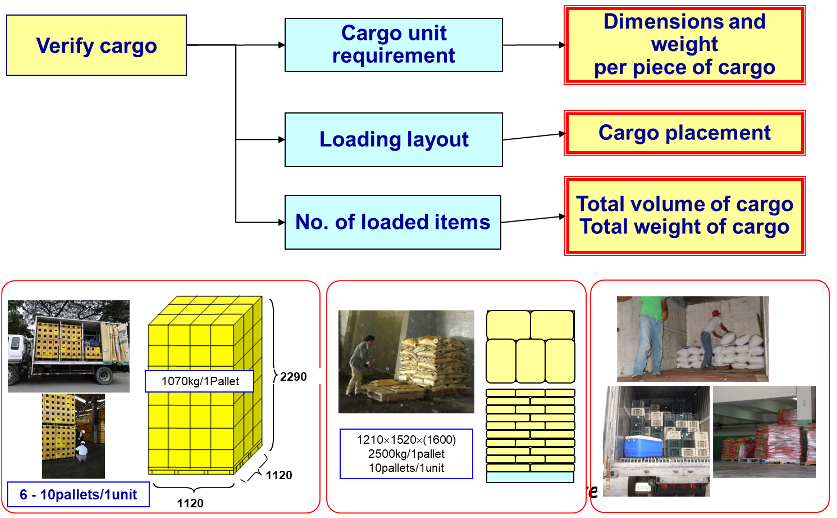 Verify cargo
Cargo unit
requirement
Dimensions and
weight
per piece of cargo
Loading layout
Cargo placement
No. of loaded items
Total volume of cargo
Total weight of cargo
1070kg/1Pallet
2290
1120
1120
6 - 10pallets/1unit
1210×1520×(1600)
2500kg/1pallet
10pallets/1unit
re